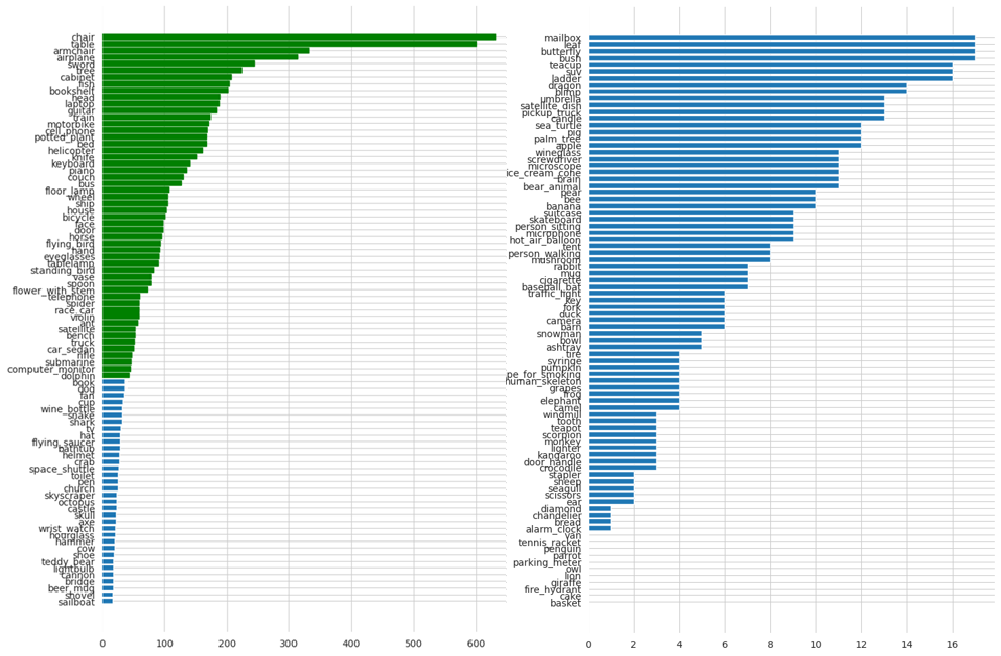 chair
table
armchair
airplane
sword
tree
cabinet
fish
bookshelf
head
laptop
guitar
train
motorbike
cell_phone
potted_plant
bed
helicopter
knife
keyboard
piano
couch
bus
floor_lamp
wheel
ship
house
bicycle
face
door
horse
flying_bird
hand
eyeglasses
tablelamp
standing_bird
vase
spoon
flower_with_stem
telephone
spider
race_car
violin
ant
satellite
bench
truck
car_sedan
rifle
submarine
computer_monitor
dolphin
book
dog
fan
cup
wine_bottle
snake
shark
tv
hat
flying_saucer
bathtub
helmet
crab
space_shuttle
toilet
pen
church
skyscraper
octopus
castle
skull
axe
wrist_watch
hourglass
hammer
cow
shoe
teddy_bear
lightbulb
cannon
bridge
beer_mug
shovel
sailboat
0 100 200 300 400 500 600
mailbox
leaf
butterfly
bush
teacup
suv
ladder
dragon
blimp
umbrella
satellite_dish
pickup_truck
candle
sea_turtle
pig
palm_tree
apple
wineglass
screwdriver
microscope
ice_cream_cone
brain
bear_animal
pear
bee
banana
suitcase
skateboard
person_sitting
microphone
hot_air_balloon
tent
person_walking
mushroom
rabbit
mug
cigarette
baseball_bat
traffic_light
key
fork
duck
camera
barn
snowman
bowl
ashtray
tire
syringe
pumpkin
pe_for_smoking
human_skeleton
grapes
frog
elephant
camel
windmill
tooth
teapot
scorpion
monkey
lighter
kangaroo
door_handle
crocodile
stapler
sheep
seagull
scissors
ear
diamond
chandelier
bread
alarm_clock
van
tennis_racket
penguin
parrot
parking_meter
owl
lion
giraffe
fire_hydrant
cake
basket
0 2 4 6 8 10 12 14 16